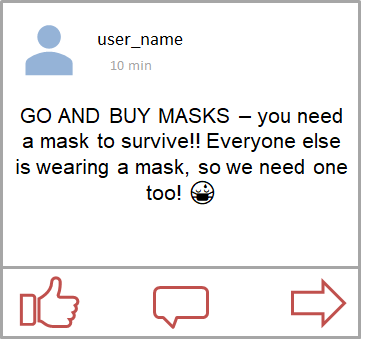 user_name
10 min
GO AND BUY MASKS – you need
a mask to survive!! Everyone else
is wearing a mask, so we need one
too! 😷